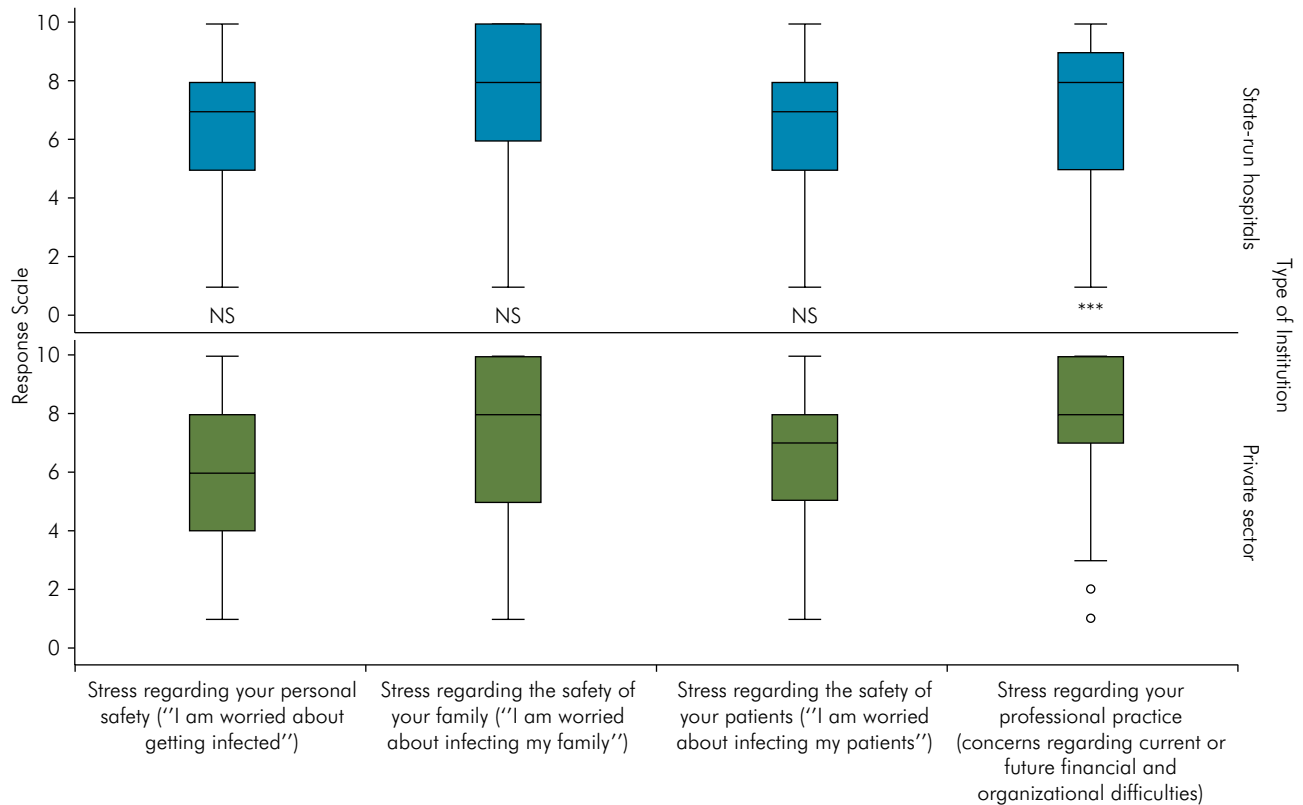 10
8
6
4
2
0
NS
NS
NS
***
State-run hospitals
10
8
6
4
2
0
Private sector
Response Scale
Type of Institution
Stress regarding your personal
safety (‘‘I am worried about
getting infected’’)
Stress regarding the safety of
your family (‘‘I am worried
about infecting my family’’)
Stress regarding the safety of
your patients (‘‘I am worried
about infecting my patients’’)
Stress regarding your
professional practice
(concerns regarding current or
future financial and
organizational difficulties)